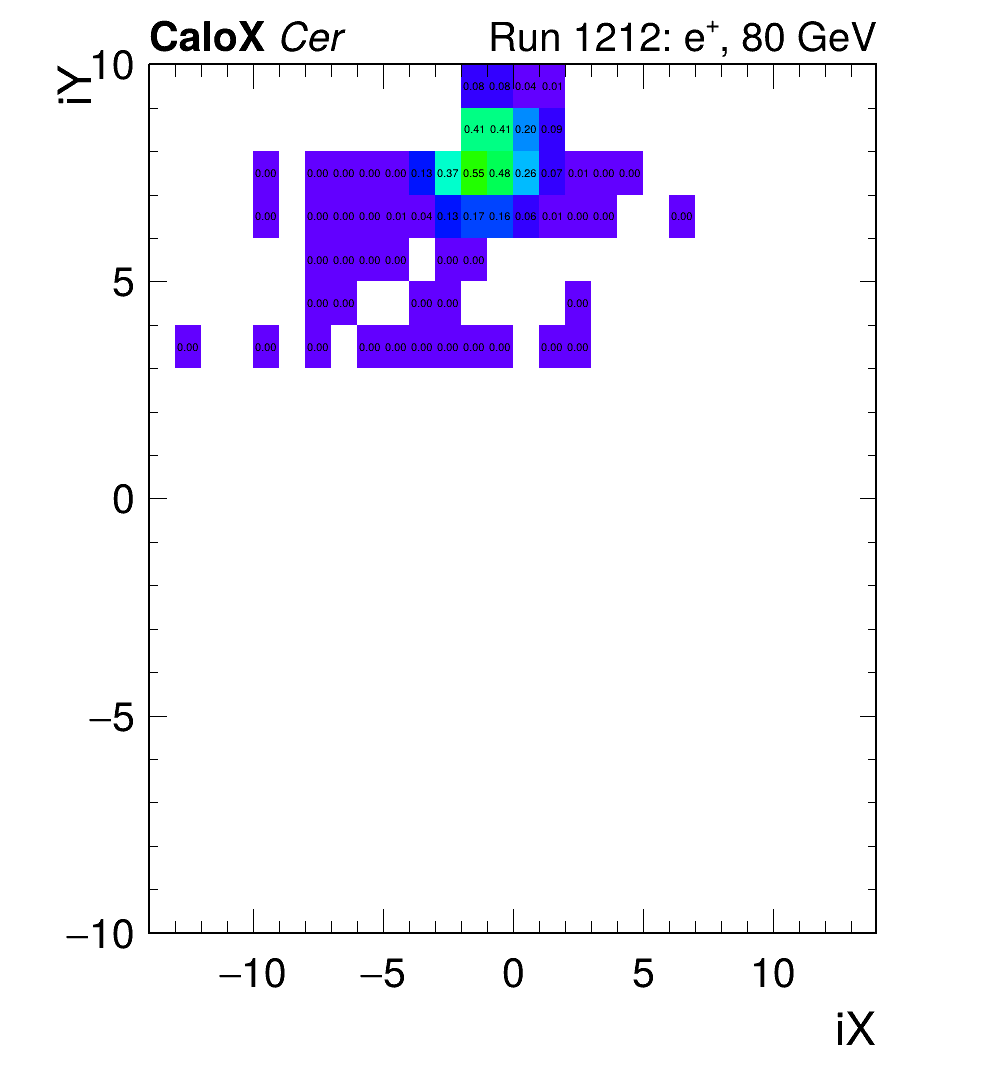 CaloX Cer Run 1212: e⁺, 80 GeV
iY
10
0.08 0.08 0.04 0.01
0.41 0.41 0.20 0.09
0.00 0.00 0.00 0.00 0.00 0.13 0.37 0.55 0.48 0.26 0.07 0.01 0.00 0.00
0.00 0.00 0.00 0.00 0.01 0.04 0.13 0.17 0.16 0.06 0.01 0.00 0.00 0.00
0.00 0.00 0.00 0.00 0.00 0.00
5
0.00 0.00 0.00 0.00 0.00
0.00 0.00 0.00 0.00 0.00 0.00 0.00 0.00 0.00 0.00 0.00
0
−5
−10
−10 −5 0 5 10
iX